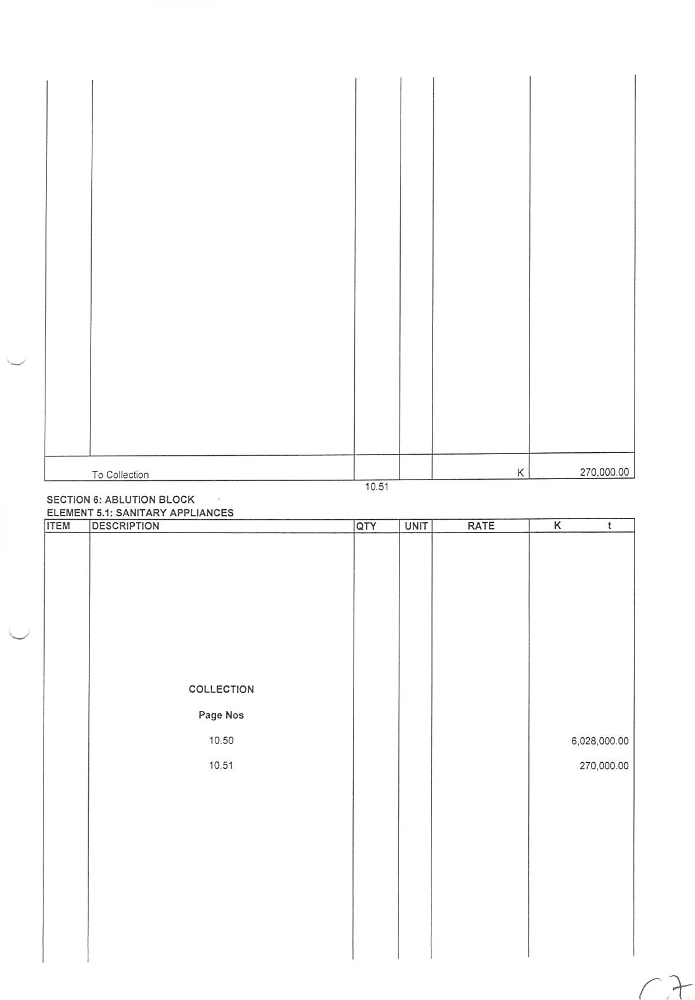 To Collection K 270,000.00
10.51
SECTION 6: ABLUTION BLOCK
ELEMENT 5.1: SANITARY APPLIANCES
ITEM DESCRIPTION QTY UNIT RATE K t
COLLECTION
Page Nos
10.50 6,028,000.00
10.51 270,000.00